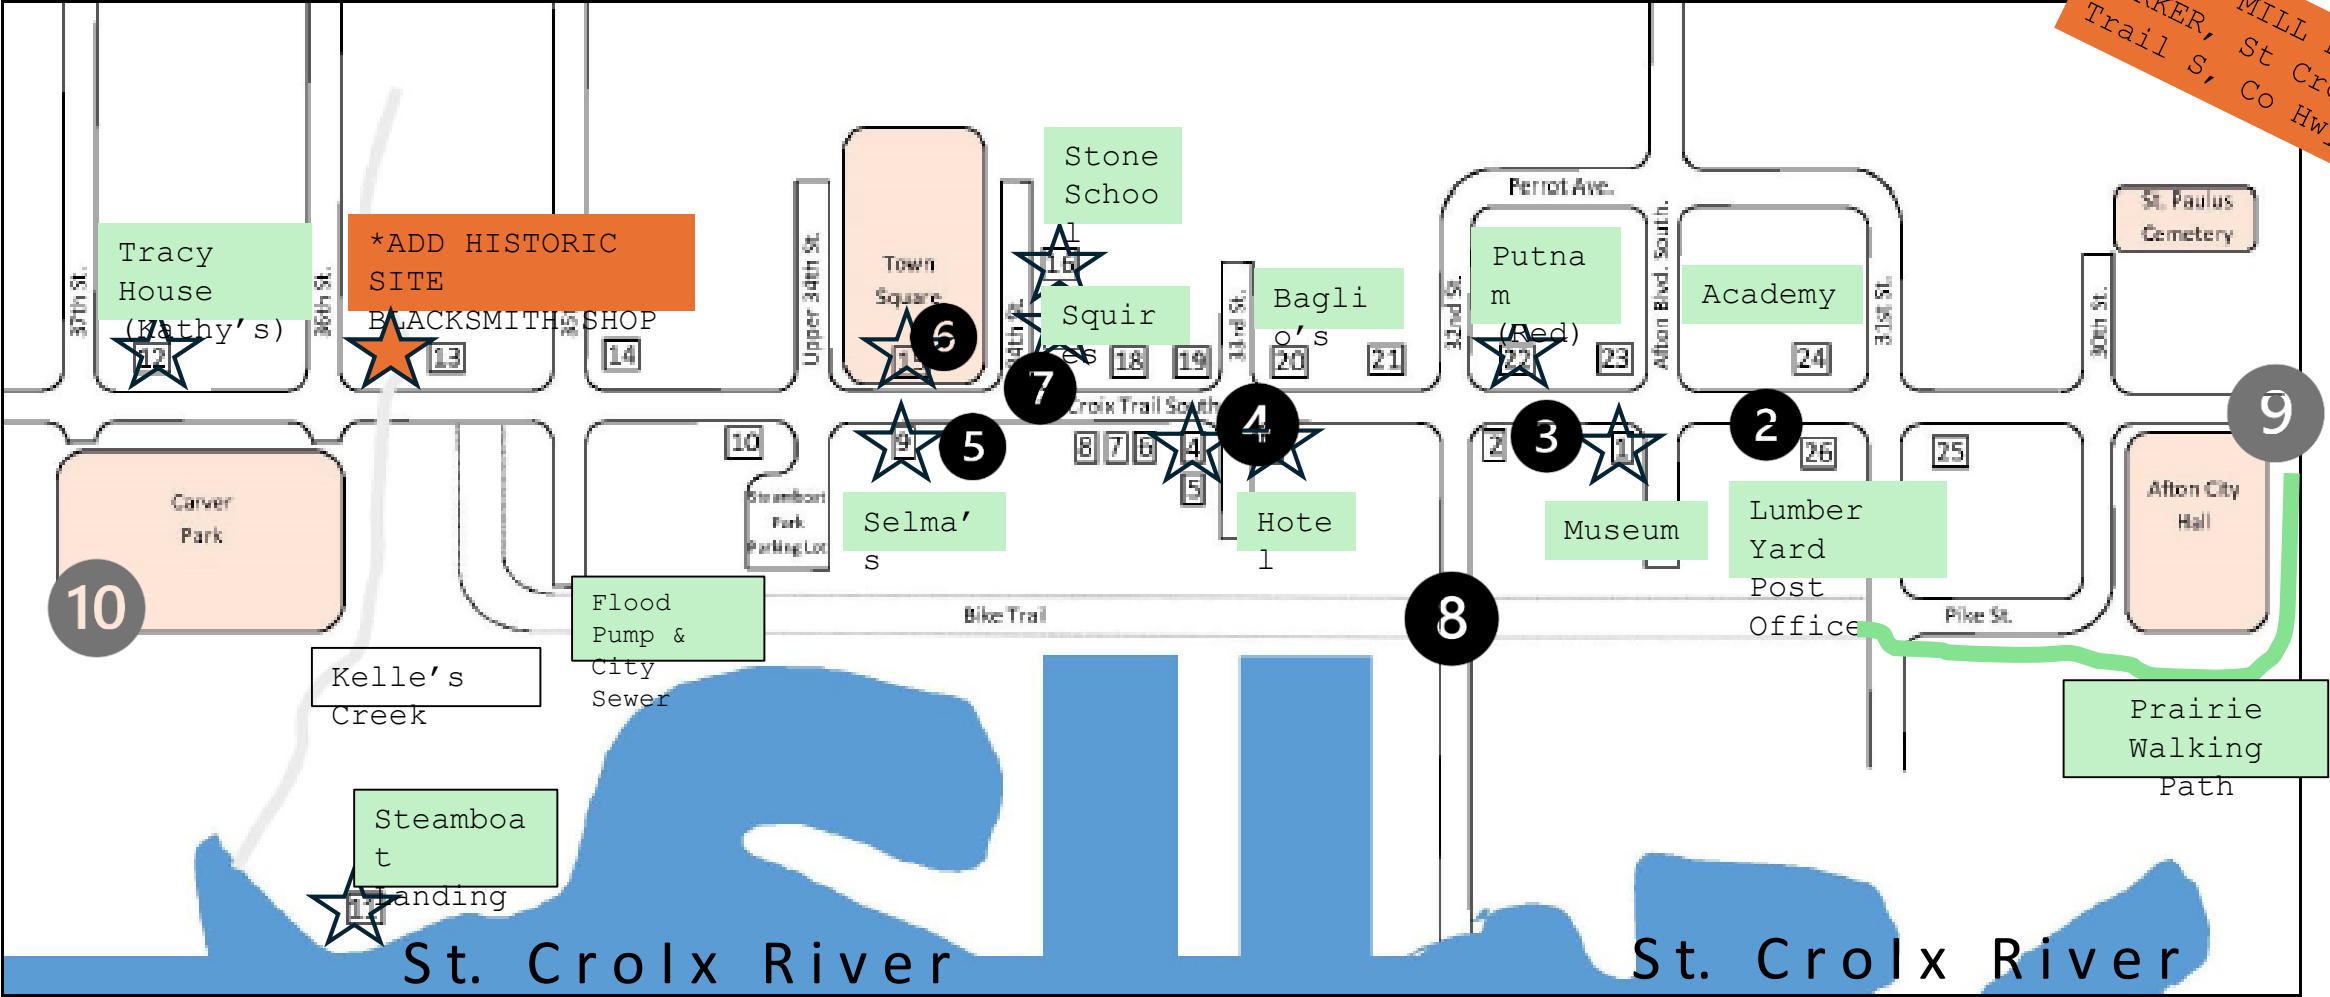 MILL
RKER, St Cro
Trail S, Co Hw
Stone
Schoo
l
Perrot Ave.
St. Paulus
Cemetery
Tracy
House
(Kathy's)
*ADD HISTORIC
SITE
BLACKSMITH SHOP
Town
Square
16
Squir
es
Bagli
o's
Putna
m
(Red)
Academy
37th St.
36th St.
35
Upper 34th St.
34th St.
33rd St.
32nd St.
Afton Blvd. South.
31st St.
30th St.
12
13
14
15
6
7
18
19
20
21
22
23
24
Croix Trail South
9
10
9
5
8
7
6
4
5
4
2
3
1
2
26
25
Carver
Park
Steamboat
Park
Parking Lot
Selma'
s
Hote
l
Museum
Lumber
Yard
Post
Office
Afton City
Hall
10
Flood
Pump &
City
Sewer
Bike Trail
8
Pike St.
Kelle's
Creek
Prairie
Walking
Path
Steamboa
t
Landing
11
St. CroIx River
St. CroIx River